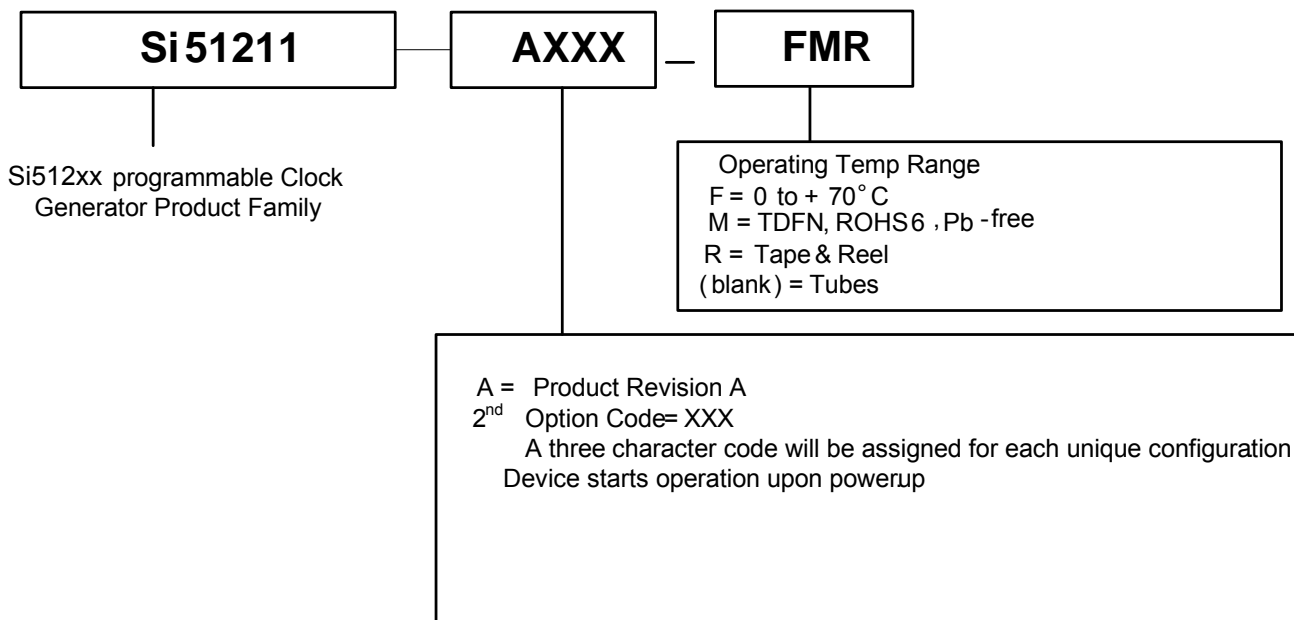 Si51211 AXXX – FMR
Si512xx programmable Clock
Generator Product Family
Operating Temp Range
F = 0 to + 70°C
M = TDFN, ROHS6, Pb-free
R = Tape & Reel
(blank) = Tubes
A = Product Revision A
2nd Option Code= XXX
A three character code will be assigned for each unique configuration
Device starts operation upon powerup